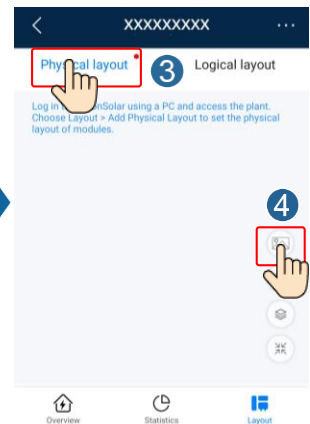 XXXXXXXXX
Physical layout
3
Logical layout
Log in to nSolar using a PC and access the plant.
Choose Layout > Add Physical Layout to set the physical
layout of modules.
4
Overview
Statistics
Layout